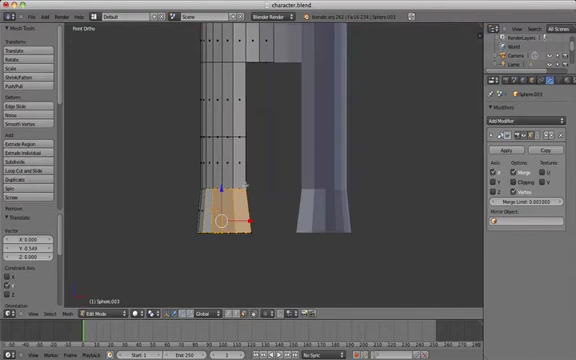 character.blend
File
Add
Render
Window
Help
Default
Scene
Blender Render
blender.org 262
Mesh Tools
Transform:
Translate
Rotate
Scale
Shrink/Fatten
Push/Pull
Deform:
Edge Slide
Noise
Smooth Vertex
Add:
Extrude Region
Extrude Individual
Subdivide
Loop Cut and Slide
Duplicate
Spin
Screw
Remove:
Translate
Vector
X: 0.000
Y: 0.549
Z: 0.000
Constraint Axis
X
Y
Z
Front Ortho
(1) Sphere.003
View
Select
Mesh
Edit Mode
Global
View
Search
All Scenes
RenderLayers
World
Camera
Lamp
Sphere.003
Modifiers
Add Modifier
Apply
Copy
Axis:
Options:
Textures:
X
Merge
U
Y
Clipping
V
Z
Vertex
Merge Limit: 0.001000
Mirror Object:
View
Marker
Frame
Playback
Start: 1
End: 250
1
No Sync